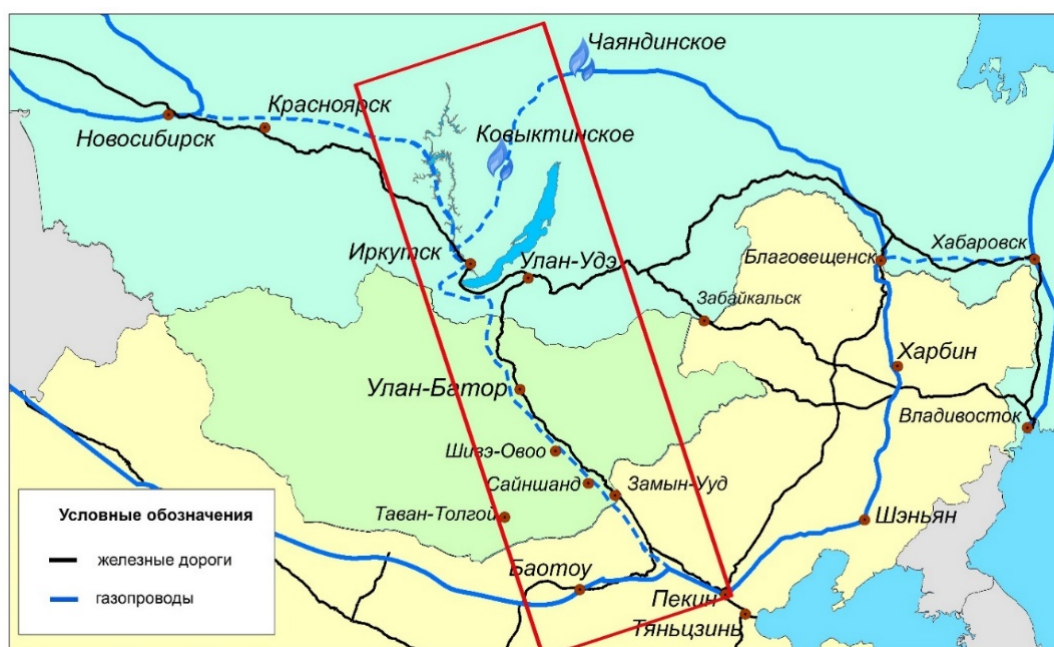 Чаяндинское
Красноярск
Новосибирск
Ковыктинское
Иркутск
Улан-Удэ
Благовещенск
Хабаровск
Забайкальск
Харбин
Улан-Батор
Владивосток
Шивэ-Овоо
Сайншанд
Замын-Ууд
Таван-Толгой
Шэньян
Баотоу
Пекин
Тяньцзинь
Условные обозначения
железные дороги
газопроводы